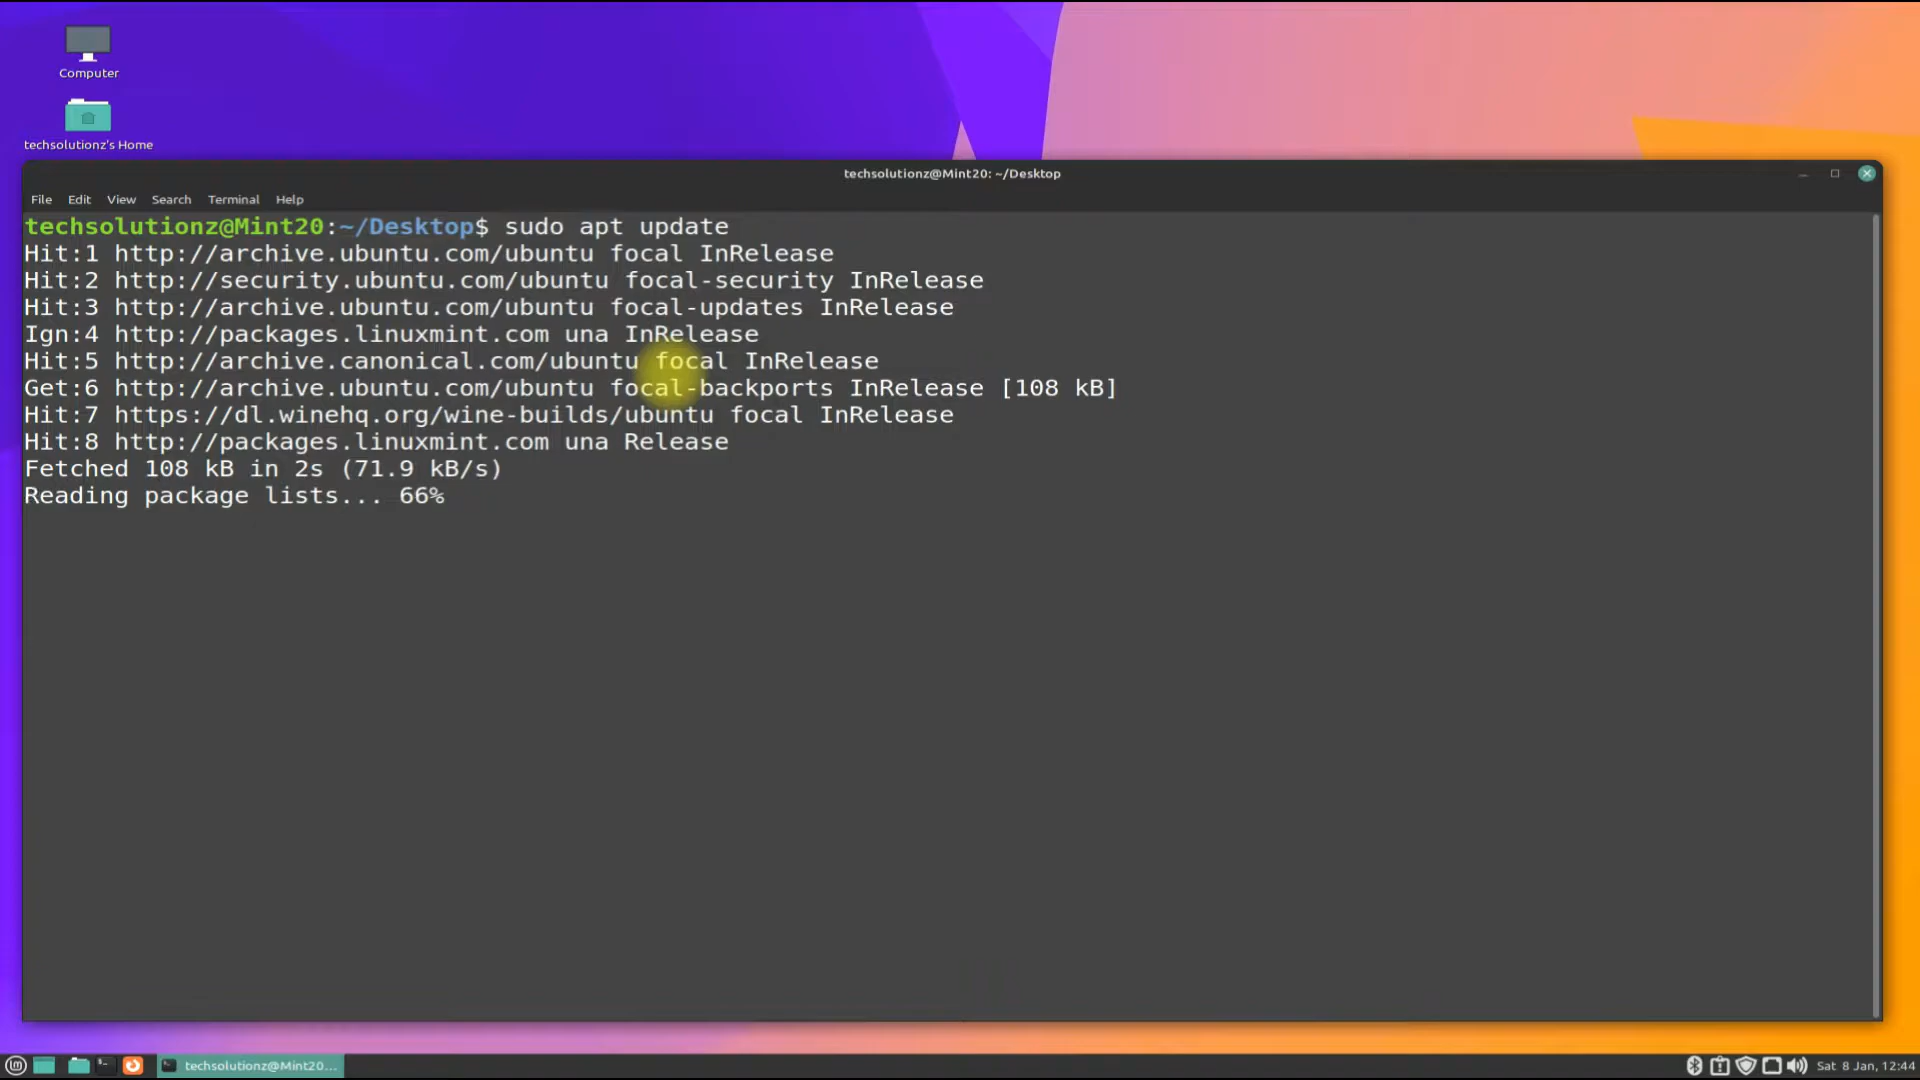 Computer
techsolutionz's Home
techsolutionz@Mint20: ~/Desktop
File Edit View Search Terminal Help
techsolutionz@Mint20:~/Desktop$ sudo apt update
Hit:1 http://archive.ubuntu.com/ubuntu focal InRelease
Hit:2 http://security.ubuntu.com/ubuntu focal-security InRelease
Hit:3 http://archive.ubuntu.com/ubuntu focal-updates InRelease
Ign:4 http://packages.linuxmint.com una InRelease
Hit:5 http://archive.canonical.com/ubuntu focal InRelease
Get:6 http://archive.ubuntu.com/ubuntu focal-backports InRelease [108 kB]
Hit:7 https://dl.winehq.org/wine-builds/ubuntu focal InRelease
Hit:8 http://packages.linuxmint.com una Release
Fetched 108 kB in 2s (71.9 kB/s)
Reading package lists... 66%
techsolutionz@Mint20...
Sat 8 Jan, 12:44